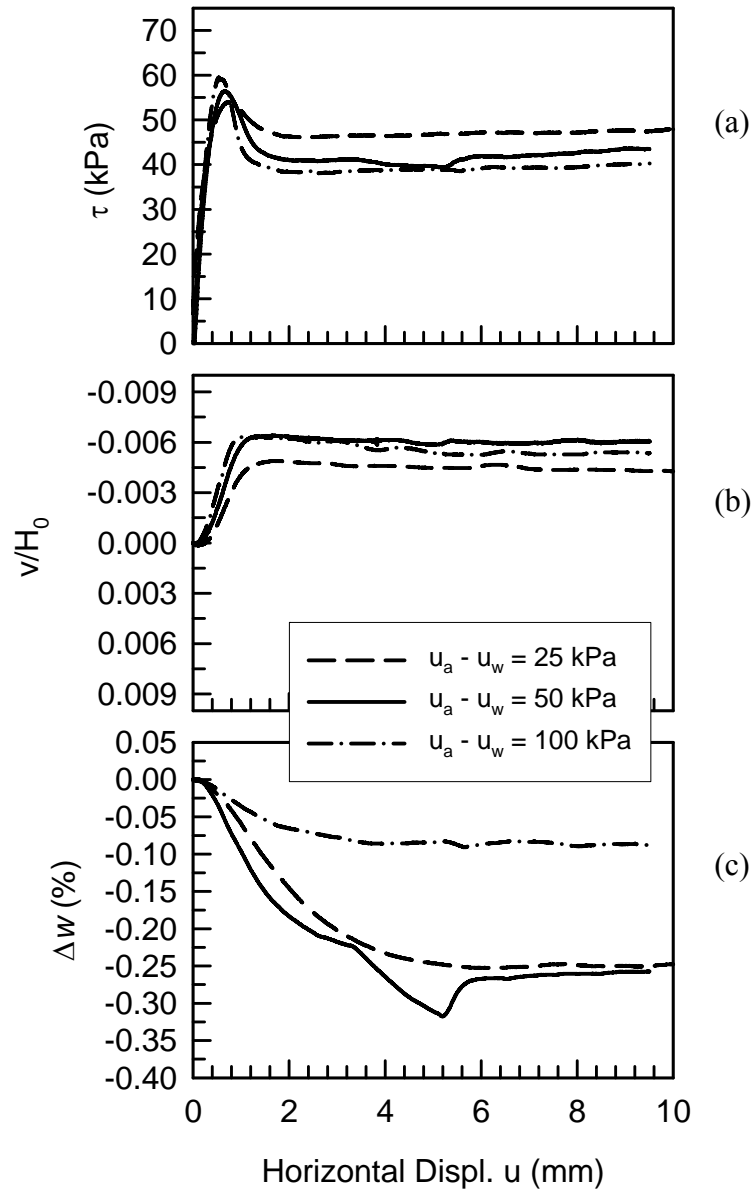 70
60
50
40
30
20
10
0
τ (kPa)
(a)
-0.009
-0.006
-0.003
0.000
0.003
0.006
0.009
v/H0
(b)
ua - uw = 25 kPa
ua - uw = 50 kPa
ua - uw = 100 kPa
0.05
0.00
-0.05
-0.10
-0.15
-0.20
-0.25
-0.30
-0.35
-0.40
Δw (%)
(c)
0 2 4 6 8 10
Horizontal Displ. u (mm)